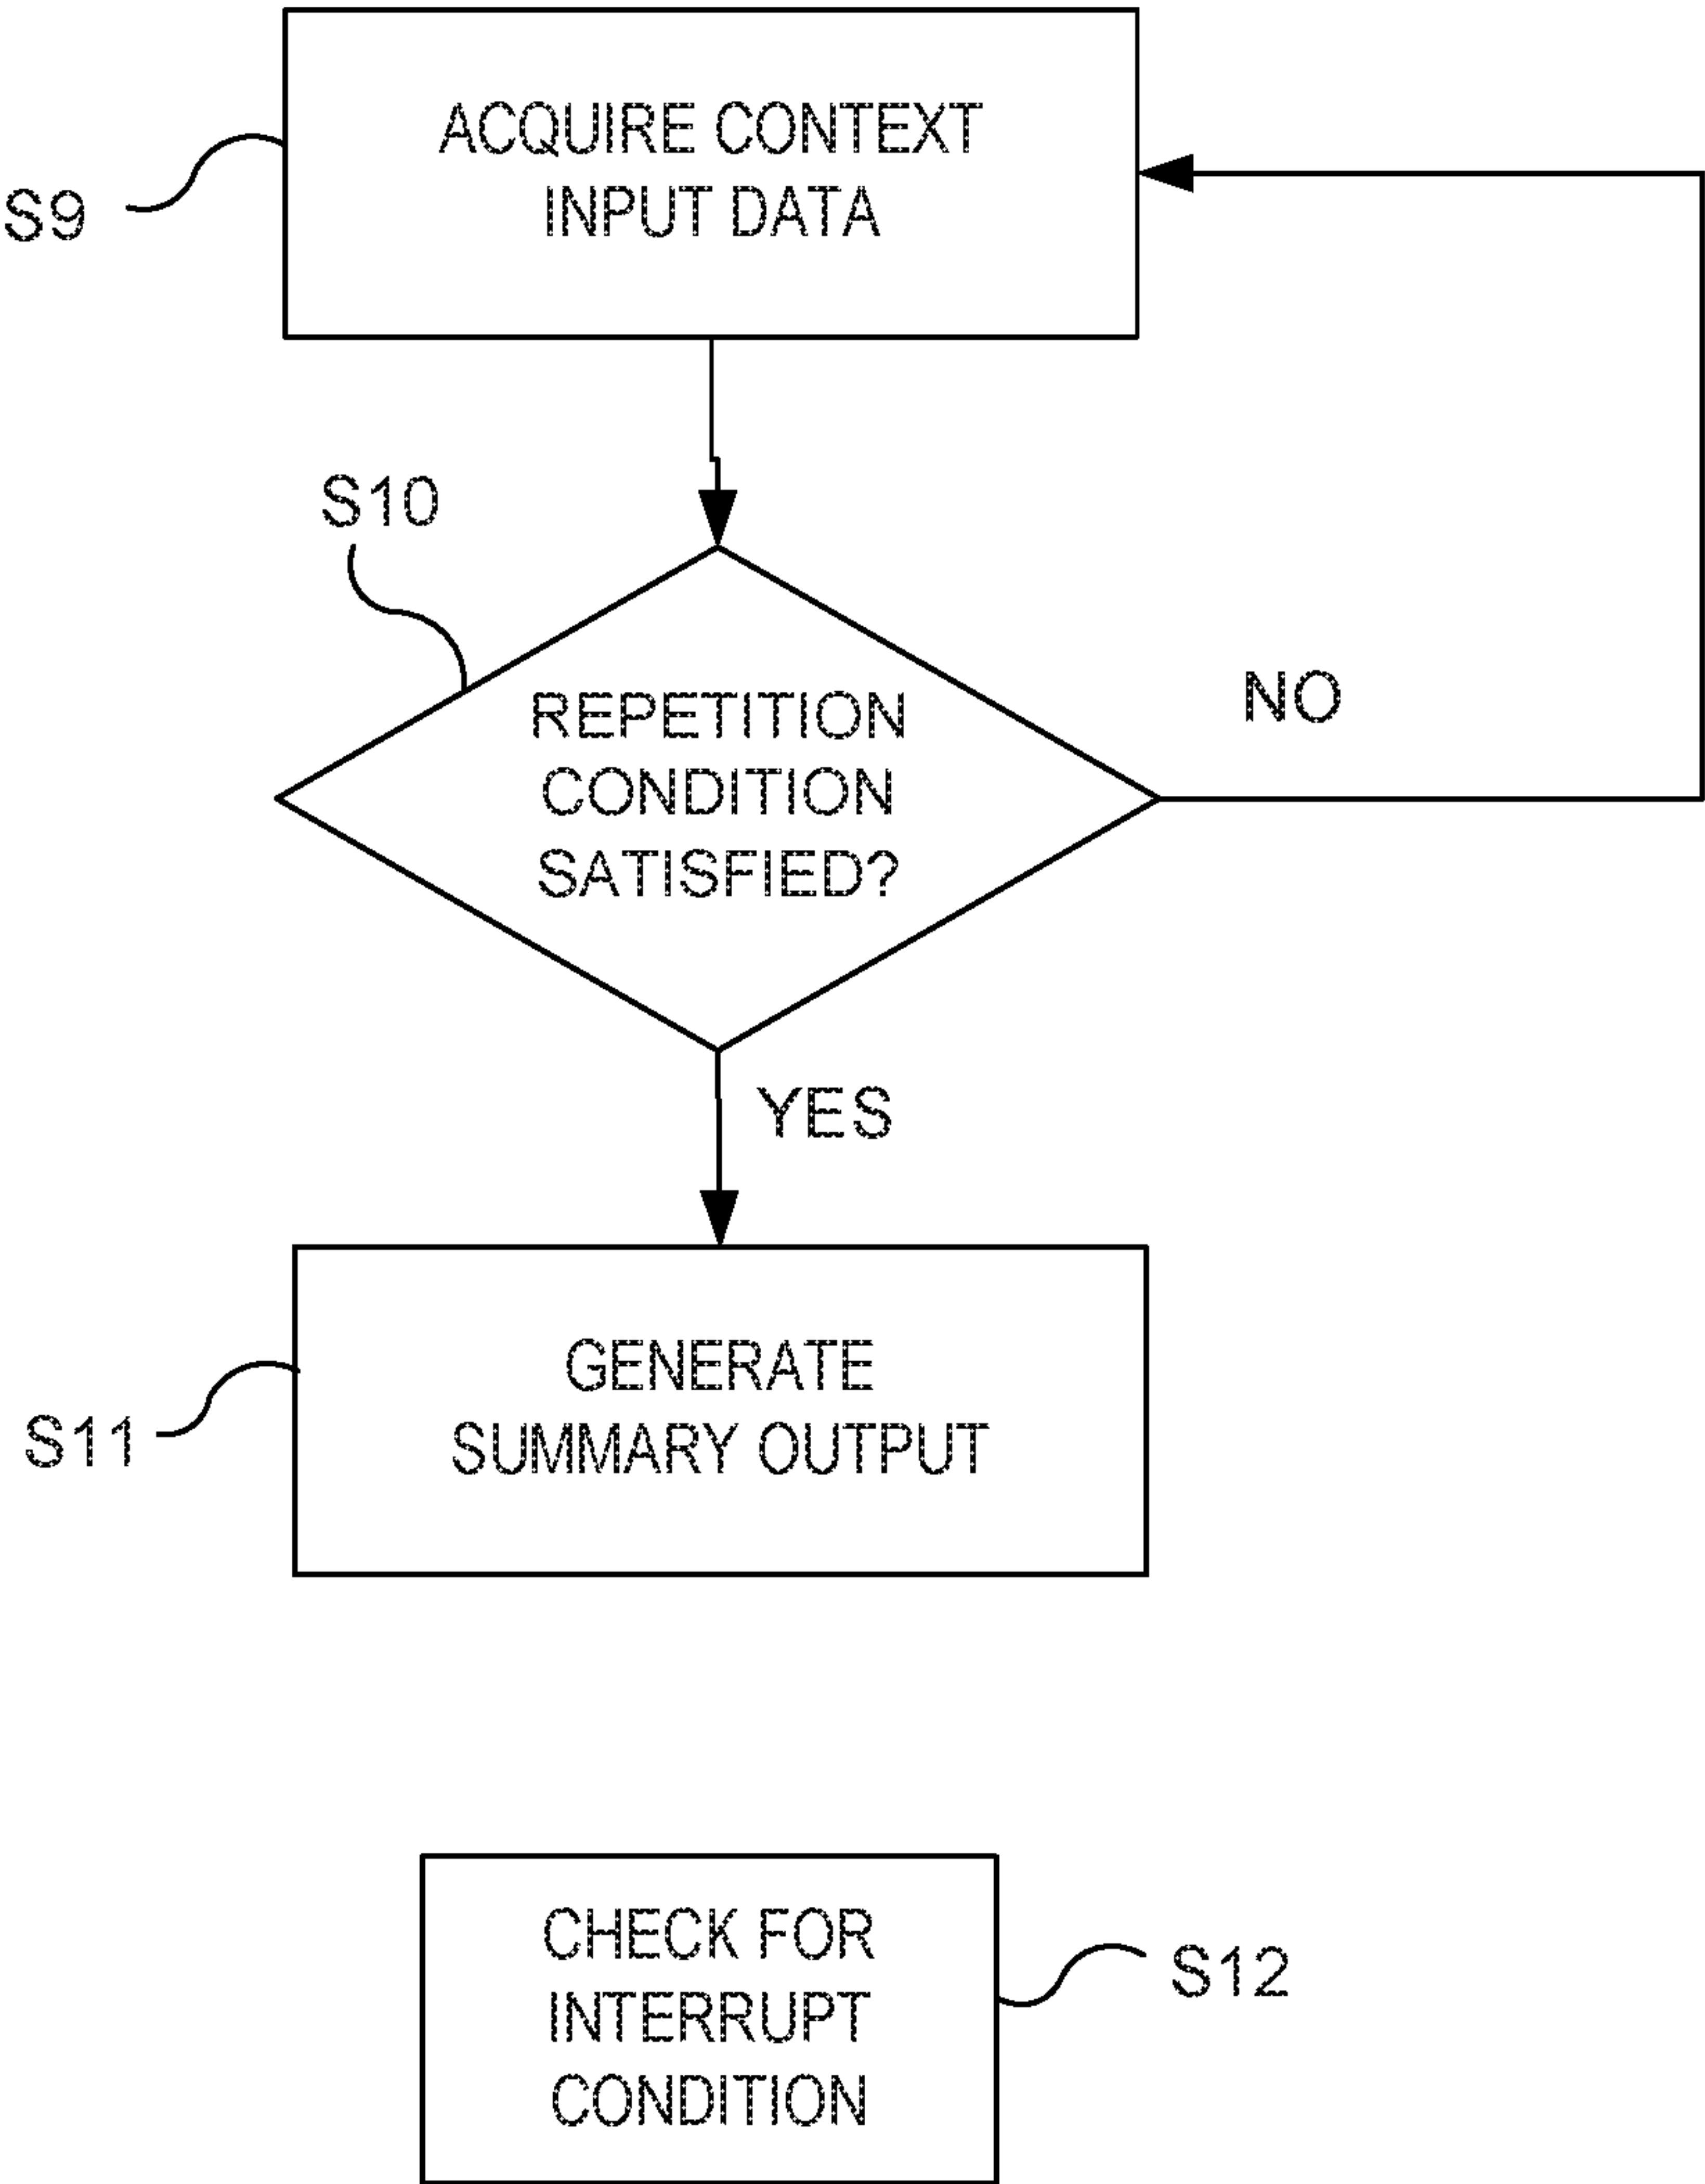 ACQUIRE CONTEXT
INPUT DATA
S9
S10
REPETITION
CONDITION
SATISFIED?
NO
YES
GENERATE
SUMMARY OUTPUT
S11
CHECK FOR
INTERRUPT
CONDITION
S12